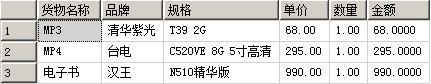 货物名称 品牌 规格 单价 数量 金额
1 MP3 清华紫光 T39 2G 68.00 1.00 68.0000
2 MP4 台电 C520VE 8G 5寸高清 295.00 1.00 295.0000
3 电子书 汉王 N510精华版 990.00 1.00 990.0000